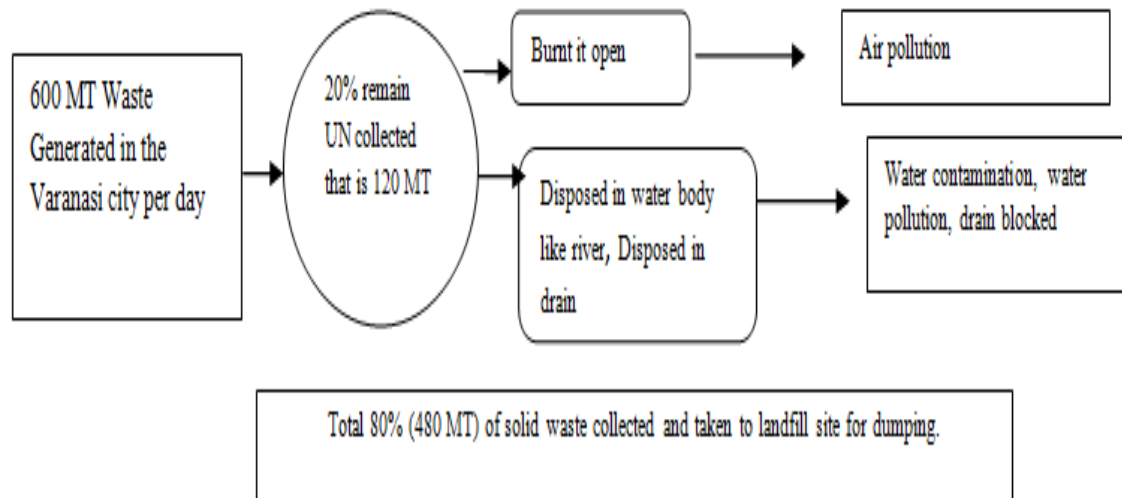 600 MT Waste
Generated in the
Varanasi city per day
20% remain
UN collected
that is 120 MT
Burnt it open
Air pollution
Disposed in water body
like river, Disposed in
drain
Water contamination, water
pollution, drain blocked
Total 80% (480 MT) of solid waste collected and taken to landfill site for dumping.